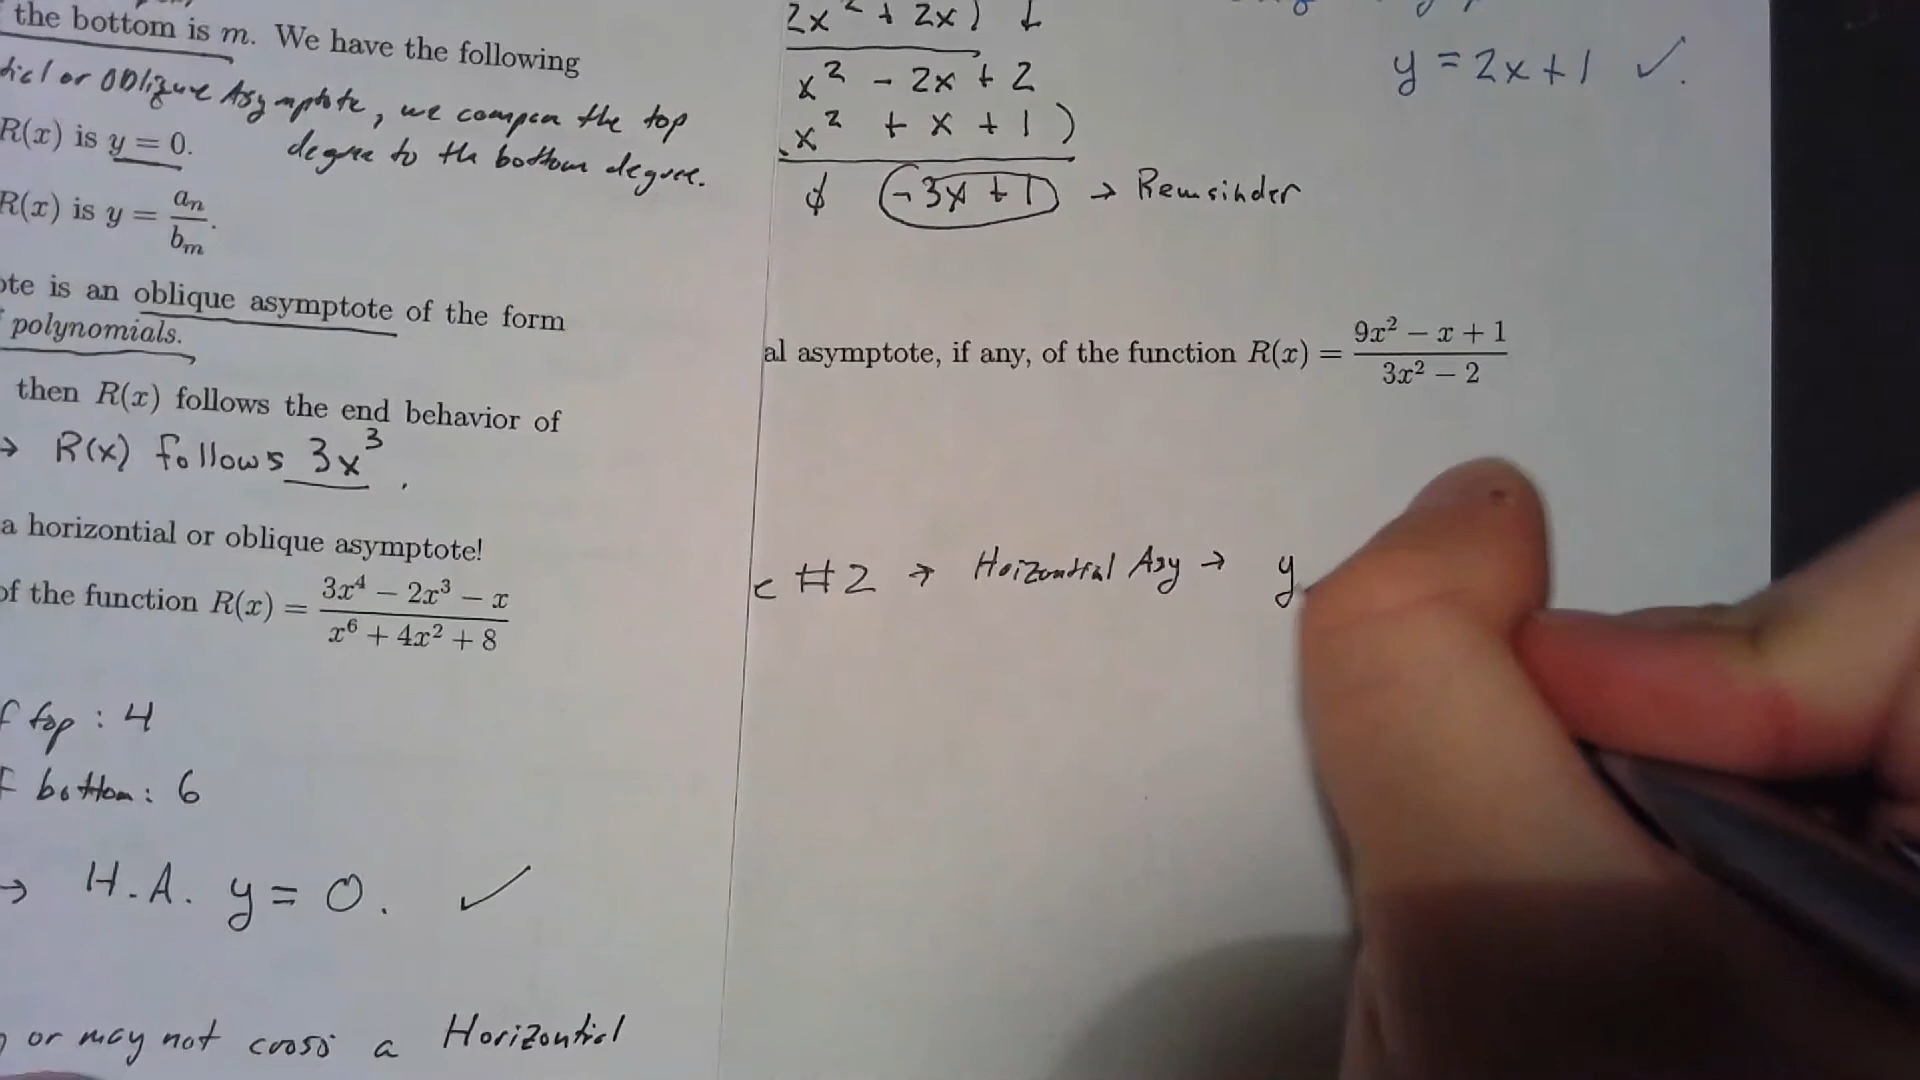 the bottom is m. We have the following
or Oblique Asymptote, we compare the top
degree to the bottom degree.
R(x) is y = 0.
R(x) is y = a_n/b_m.
is an oblique asymptote of the form
polynomials.
then R(x) follows the end behavior of
→ R(x) follows 3x³.
a horizontial or oblique asymptote!
of the function R(x) = (3x⁴ − 2x³ − x)/(x⁶ + 4x² + 8)
top : 4
bottom : 6
→ H.A. y = 0. ✓
or may not cross a Horizontial
2x² + 2x) ↓
x² - 2x + 2
x² + x + 1)
-3x + 1 → Remainder
y = 2x + 1 ✓.
al asymptote, if any, of the function R(x) = (9x² − x + 1)/(3x² − 2)
#2 → Horizontial Asy → y